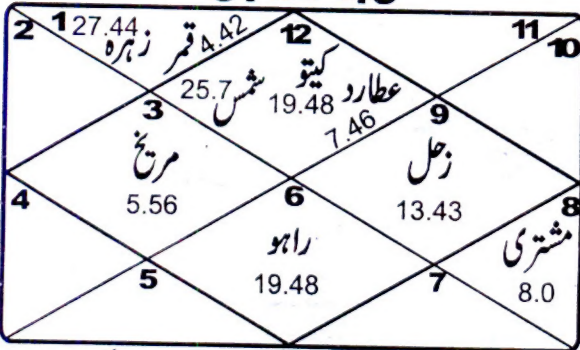 2 1 27.44 زہرہ قمر 4.42 12 11 10
3 25.7 شمس کیتو 19.48 عطارد 7.46 9
مریخ 5.56 زحل 13.43
4 6 8
راہو 19.48 مشتری 8.0
5 7